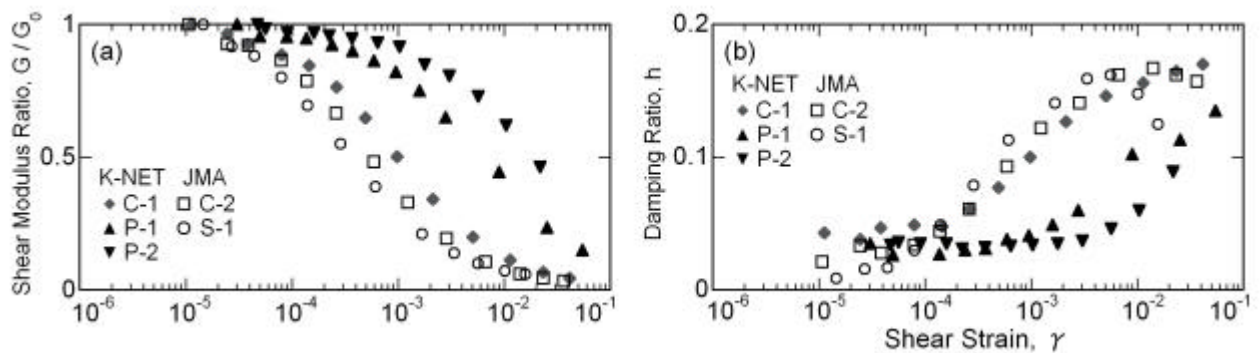 Shear Modulus Ratio, G / G₀
1
0.5
0
(a)
K-NET JMA
C-1 C-2
P-1 S-1
P-2
10⁻⁶ 10⁻⁵ 10⁻⁴ 10⁻³ 10⁻² 10⁻¹
Damping Ratio, h
0.2
0.1
0
(b)
K-NET JMA
C-1 C-2
P-1 S-1
P-2
10⁻⁶ 10⁻⁵ 10⁻⁴ 10⁻³ 10⁻² 10⁻¹
Shear Strain, γ